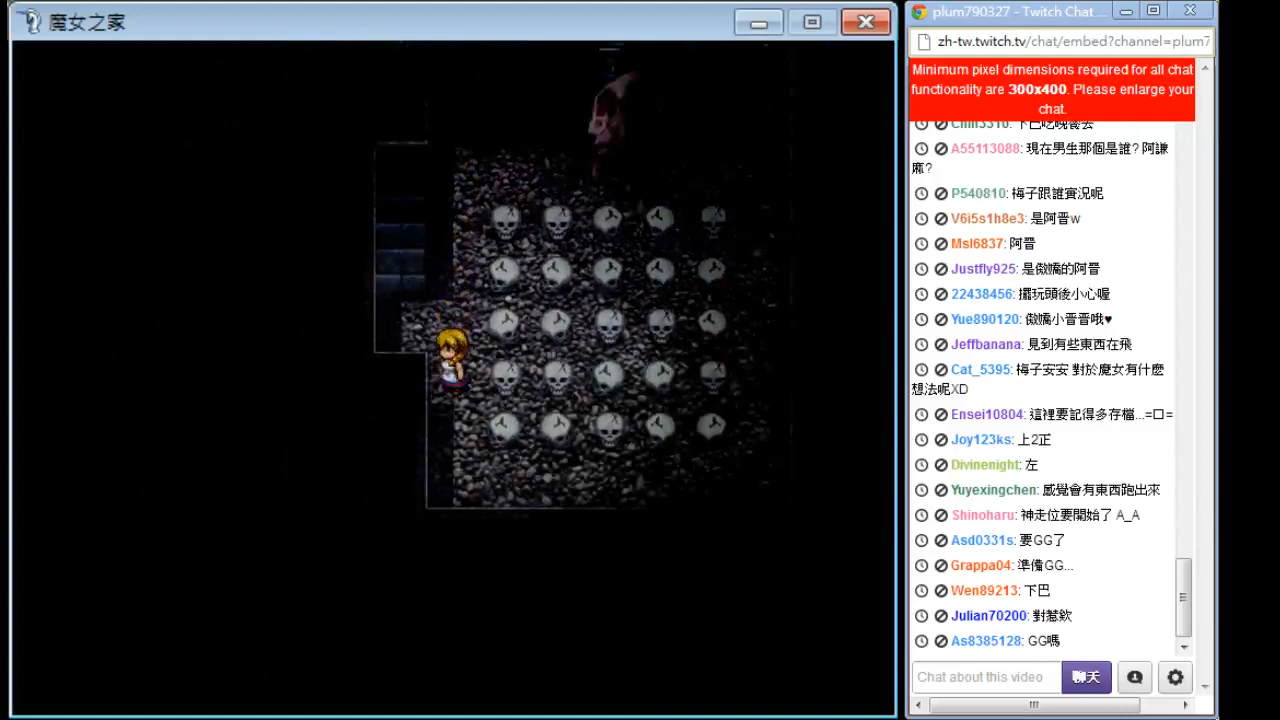 魔女之家
plum790327 - Twitch Chat ...
zh-tw.twitch.tv/chat/embed?channel=plum7
Minimum pixel dimensions required for all chat
functionality are 300x400. Please enlarge your
chat.
A55113088: 現在男生那個是誰? 阿謙
麻?
P540810: 梅子跟誰實況呢
V6i5s1h8e3: 是阿晋w
Msl6837: 阿晋
Justfly925: 是傲嬌的阿晋
22438456: 擺玩頭後小心喔
Yue890120: 傲嬌小晋晋哦♥
Jeffbanana: 見到有些東西在飛
Cat_5395: 梅子安安 對於魔女有什麼
想法呢XD
Ensei10804: 這裡要記得多存檔...=口=
Joy123ks: 上2正
Divinenight: 左
Yuyexingchen: 感覺會有東西跑出來
Shinoharu: 神走位要開始了 A_A
Asd0331s: 要GG了
Grappa04: 準備GG...
Wen89213: 下巴
Julian70200: 對惹欸
As8385128: GG嗎
Chat about this video
聊天